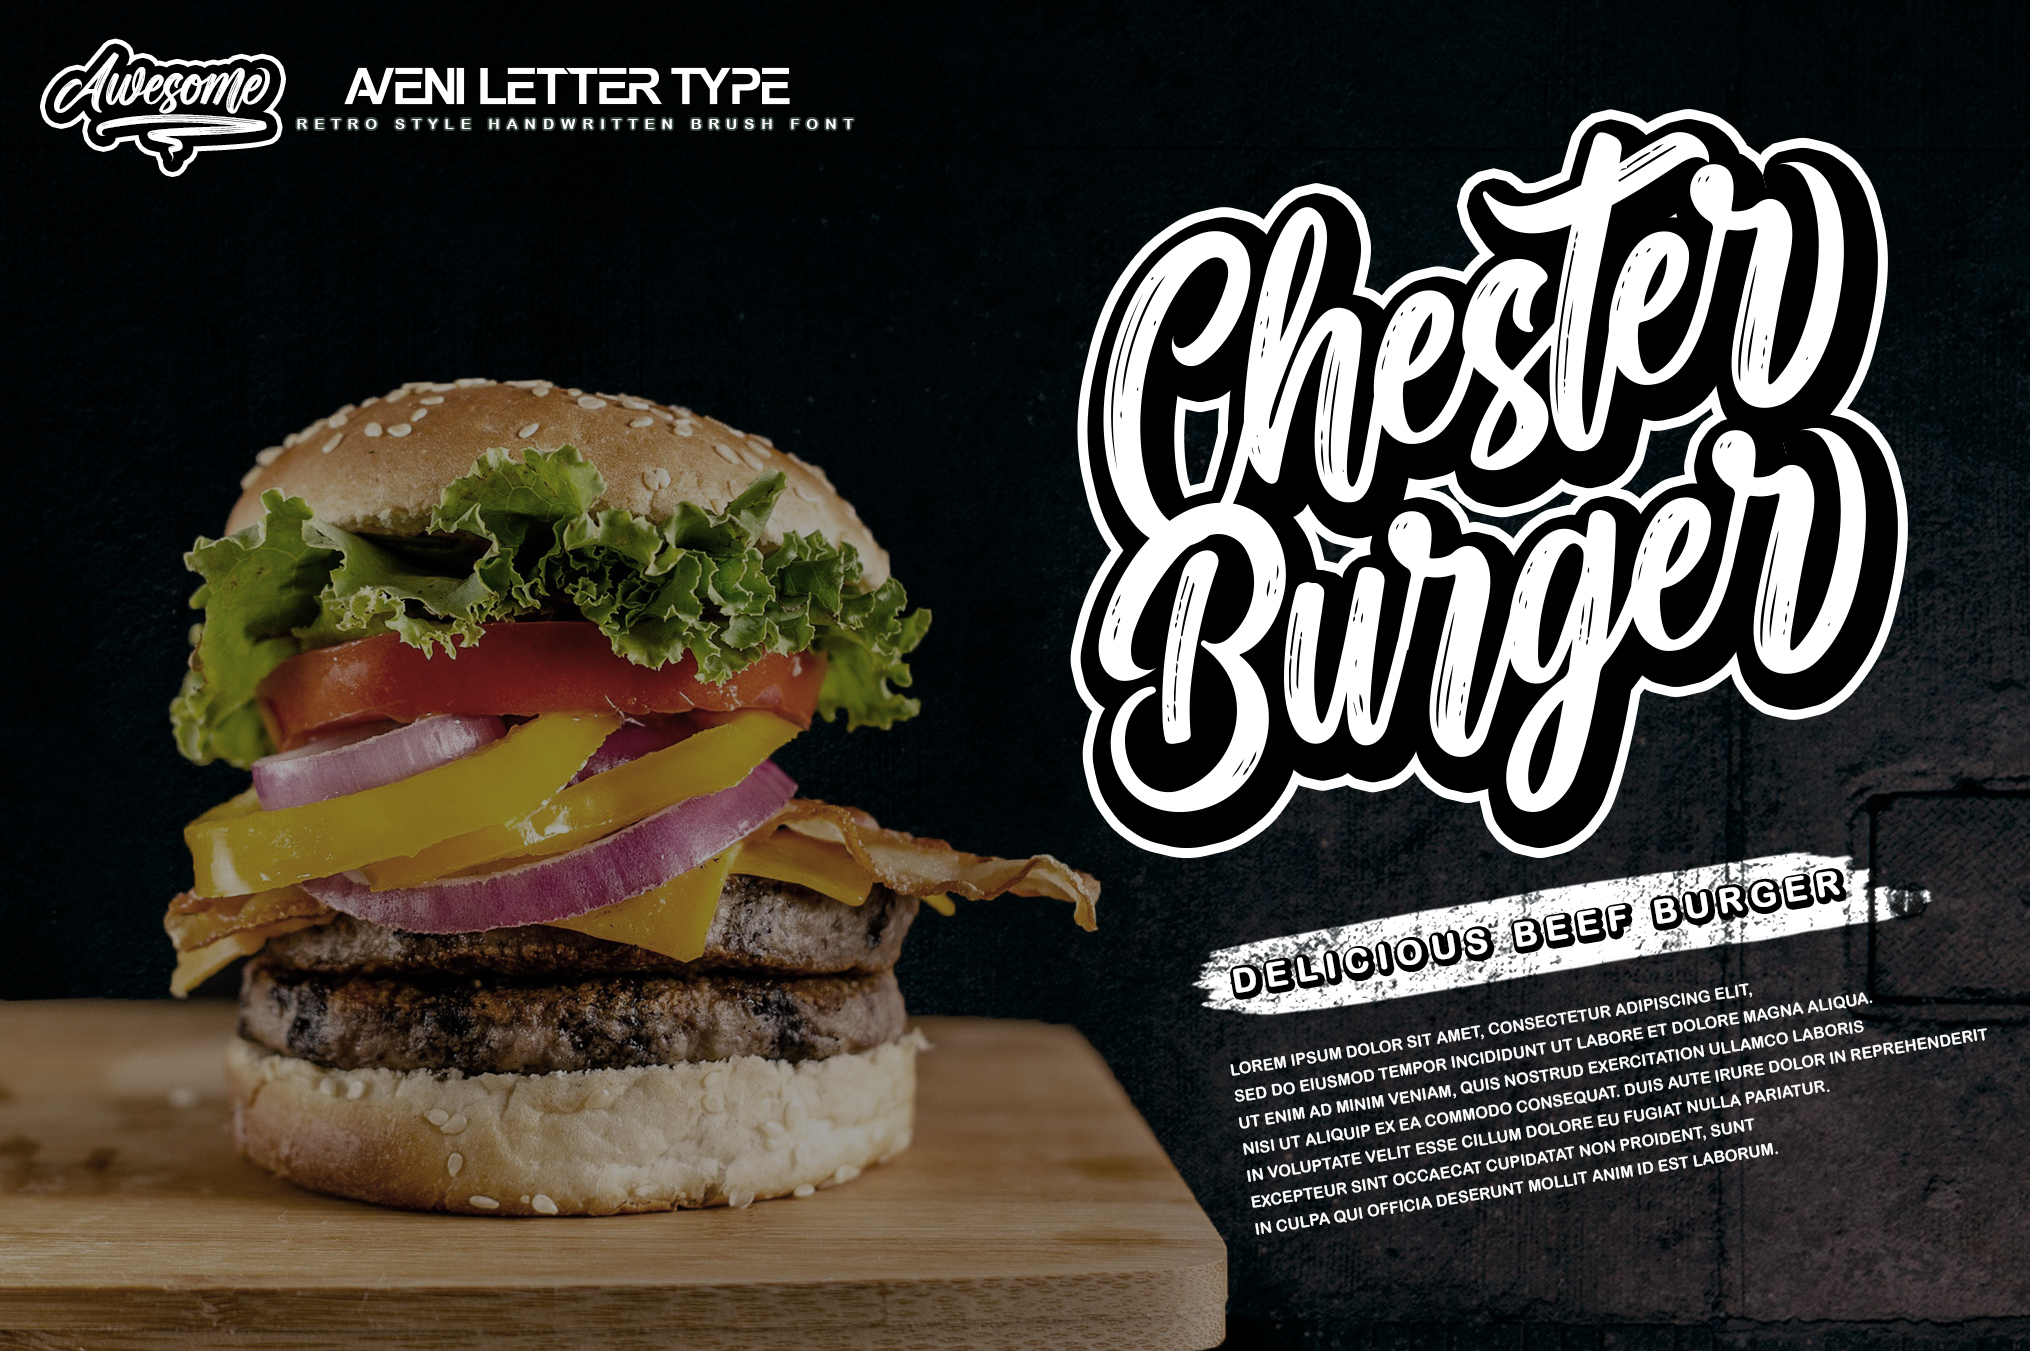 Awesome
AVENI LETTER TYPE
RETRO STYLE HANDWRITTEN BRUSH FONT
Chester
Burger
DELICIOUS BEEF BURGER
LOREM IPSUM DOLOR SIT AMET, CONSECTETUR ADIPISCING ELIT,
SED DO EIUSMOD TEMPOR INCIDIDUNT UT LABORE ET DOLORE MAGNA ALIQUA.
UT ENIM AD MINIM VENIAM, QUIS NOSTRUD EXERCITATION ULLAMCO LABORIS
NISI UT ALIQUIP EX EA COMMODO CONSEQUAT. DUIS AUTE IRURE DOLOR IN REPREHENDERIT
IN VOLUPTATE VELIT ESSE CILLUM DOLORE EU FUGIAT NULLA PARIATUR.
EXCEPTEUR SINT OCCAECAT CUPIDATAT NON PROIDENT, SUNT
IN CULPA QUI OFFICIA DESERUNT MOLLIT ANIM ID EST LABORUM.